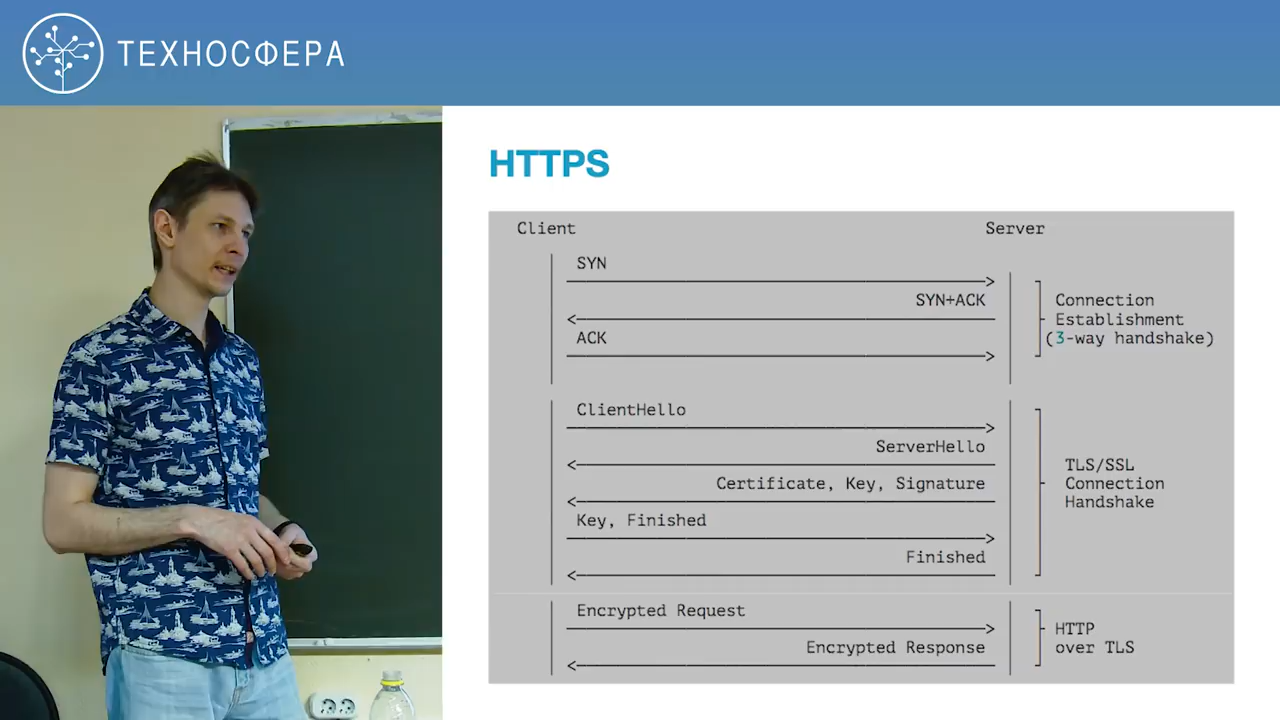 ТЕХНОСФЕРА
HTTPS
Client Server
SYN
SYN+ACK
ACK
Connection
Establishment
(3-way handshake)
ClientHello
ServerHello
Certificate, Key, Signature
Key, Finished
Finished
TLS/SSL
Connection
Handshake
Encrypted Request
Encrypted Response
HTTP
over TLS